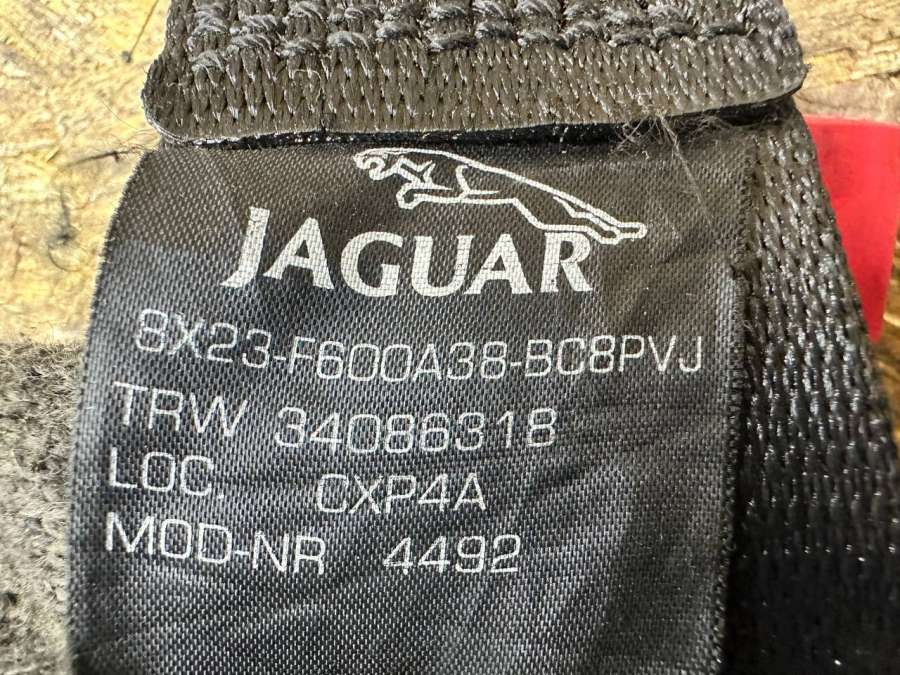 JAGUAR
8X23-F600A38-BC8PVJ
TRW 34086318
LOC. CXP4A
MOD-NR 4492